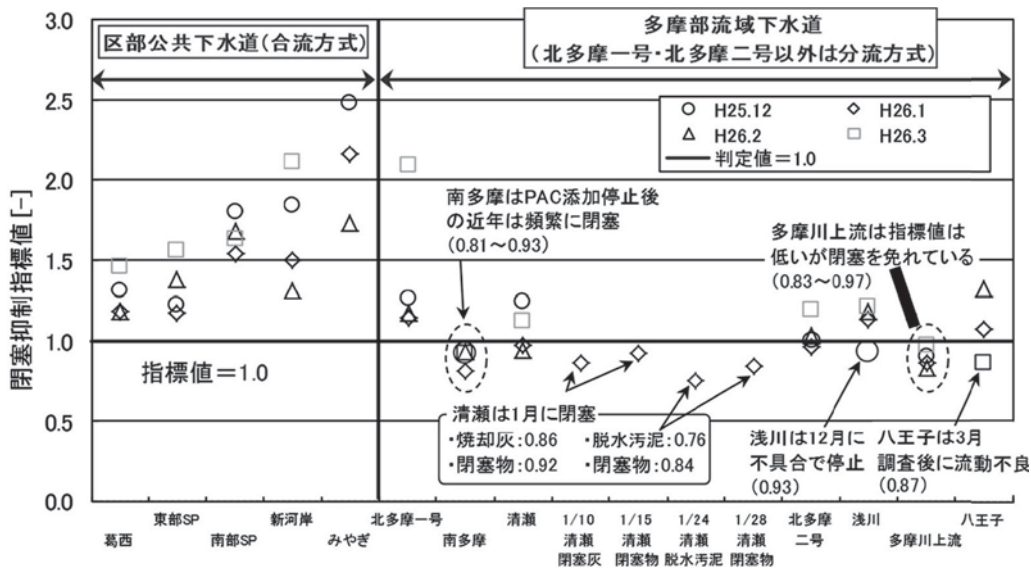 3.0
2.5
2.0
1.5
1.0
0.5
0.0
閉塞抑制指標値[-]
区部公共下水道(合流方式)
多摩部流域下水道
(北多摩一号・北多摩二号以外は分流方式)
H25.12
H26.1
H26.2
H26.3
判定値=1.0
南多摩はPAC添加停止後
の近年は頻繁に閉塞
(0.81～0.93)
多摩川上流は指標値は
低いが閉塞を免れている
(0.83～0.97)
指標値=1.0
清瀬は1月に閉塞
・焼却灰:0.86 ・脱水汚泥:0.76
・閉塞物:0.92 ・閉塞物:0.84
浅川は12月に
不具合で停止
(0.93)
八王子は3月
調査後に流動不良
(0.87)
葛西
東部SP
南部SP
新河岸
みやぎ
北多摩一号
南多摩
清瀬
1/10
清瀬
閉塞灰
1/15
清瀬
閉塞物
1/24
清瀬
脱水汚泥
1/28
清瀬
閉塞物
北多摩
二号
浅川
多摩川上流
八王子